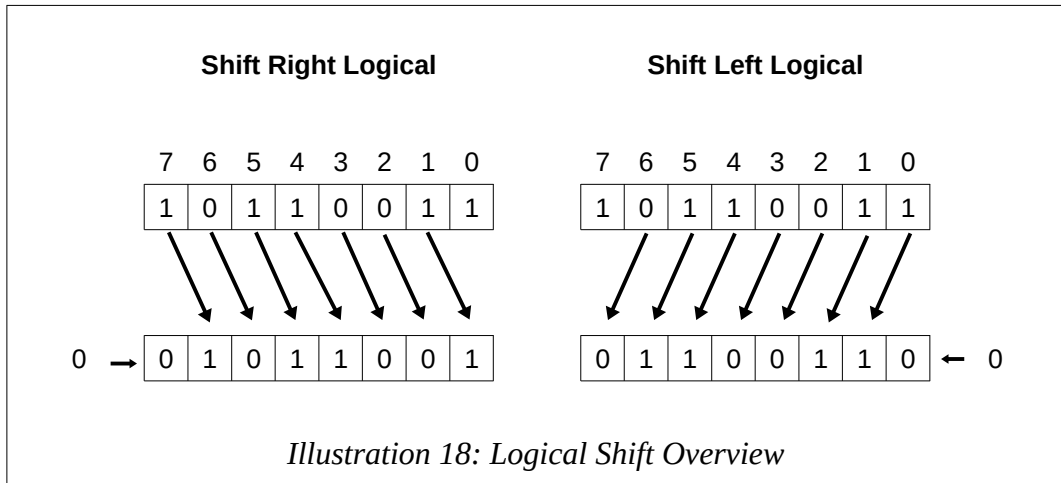 Shift Right Logical Shift Left Logical
7 6 5 4 3 2 1 0 7 6 5 4 3 2 1 0
1 0 1 1 0 0 1 1 1 0 1 1 0 0 1 1
0 0 1 0 1 1 0 0 1 0 1 1 0 0 1 1 0 0
Illustration 18: Logical Shift Overview